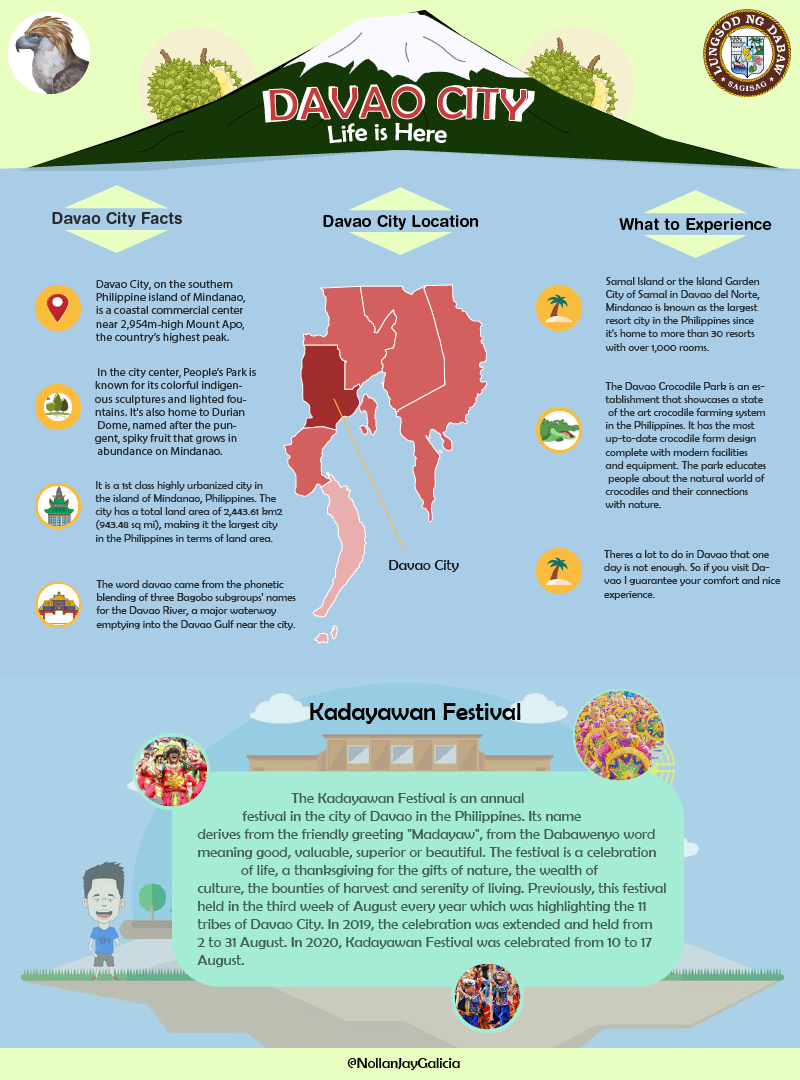 LUNGSOD NG DABAW
SAGISAG
DAVAO CITY
Life is Here
Davao City Facts
Davao City, on the southern
Philippine island of Mindanao,
is a coastal commercial center
near 2,954m-high Mount Apo,
the country's highest peak.
In the city center, People's Park is
known for its colorful indigen-
ous sculptures and lighted fou-
ntains. It's also home to Durian
Dome, named after the pun-
gent, spiky fruit that grows in
abundance on Mindanao.
It is a 1st class highly urbanized city in
the island of Mindanao, Philippines. The
city has a total land area of 2,443.61 km2
(943.48 sq mi), making it the largest city
in the Philippines in terms of land area.
The word davao came from the phonetic
blending of three Bagobo subgroups' names
for the Davao River, a major waterway
emptying into the Davao Gulf near the city.
Davao City Location
Davao City
What to Experience
Samal Island or the Island Garden
City of Samal in Davao del Norte,
Mindanao is known as the largest
resort city in the Philippines since
it's home to more than 30 resorts
with over 1,000 rooms.
The Davao Crocodile Park is an es-
tablishment that showcases a state
of the art crocodile farming system
in the Philippines. It has the most
up-to-date crocodile farm design
complete with modern facilities
and equipment. The park educates
people about the natural world of
crocodiles and their connections
with nature.
Theres a lot to do in Davao that one
day is not enough. So if you visit Da-
vao I guarantee your comfort and nice
experience.
Kadayawan Festival
The Kadayawan Festival is an annual
festival in the city of Davao in the Philippines. Its name
derives from the friendly greeting "Madayaw", from the Dabawenyo word
meaning good, valuable, superior or beautiful. The festival is a celebration
of life, a thanksgiving for the gifts of nature, the wealth of
culture, the bounties of harvest and serenity of living. Previously, this festival
held in the third week of August every year which was highlighting the 11
tribes of Davao City. In 2019, the celebration was extended and held from
2 to 31 August. In 2020, Kadayawan Festival was celebrated from 10 to 17
August.
@NollanJayGalicia